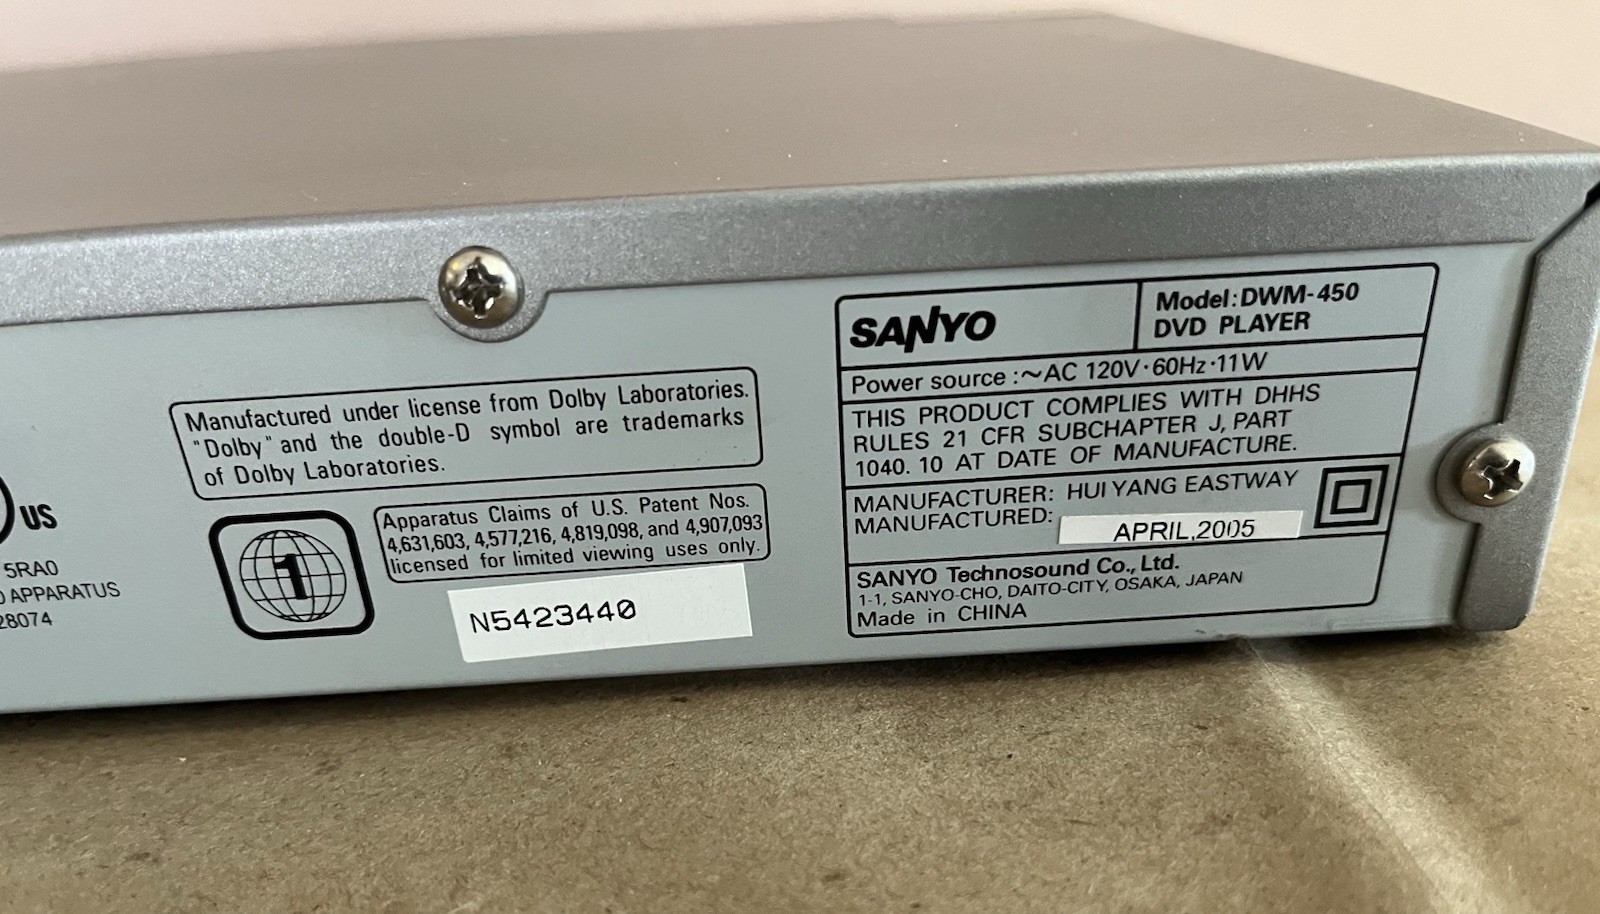 US
5RA0
APPARATUS
28074
Manufactured under license from Dolby Laboratories.
"Dolby" and the double-D symbol are trademarks
of Dolby Laboratories.
1
Apparatus Claims of U.S. Patent Nos.
4,631,603, 4,577,216, 4,819,098, and 4,907,093
licensed for limited viewing uses only.
N5423440
SANYO
Model:DWM-450
DVD PLAYER
Power source :~AC 120V·60Hz·11W
THIS PRODUCT COMPLIES WITH DHHS
RULES 21 CFR SUBCHAPTER J, PART
1040. 10 AT DATE OF MANUFACTURE.
MANUFACTURER: HUI YANG EASTWAY
MANUFACTURED:
APRIL,2005
SANYO Technosound Co., Ltd.
1-1, SANYO-CHO, DAITO-CITY, OSAKA, JAPAN
Made in CHINA